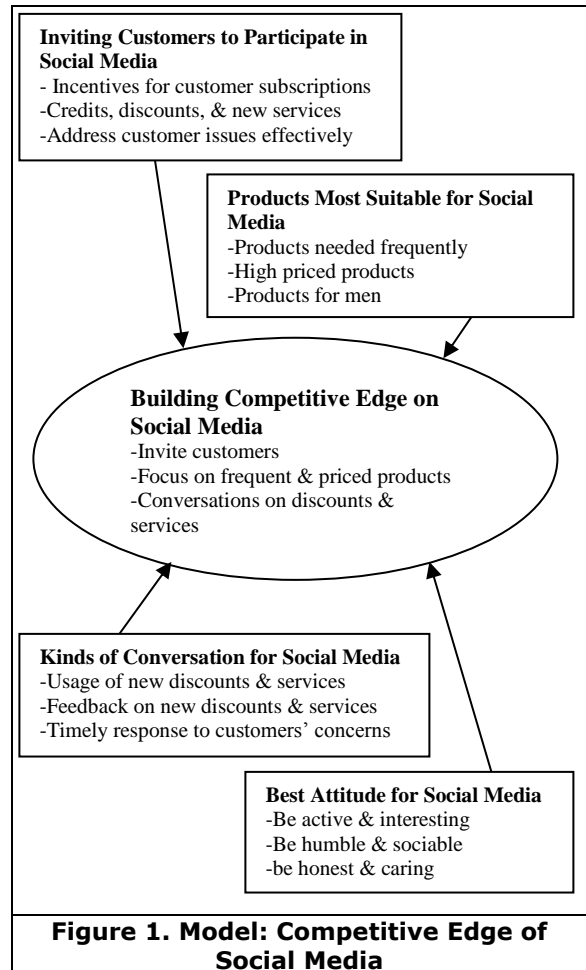 Inviting Customers to Participate in
Social Media
- Incentives for customer subscriptions
-Credits, discounts, & new services
-Address customer issues effectively
Products Most Suitable for Social
Media
-Products needed frequently
-High priced products
-Products for men
Building Competitive Edge on
Social Media
-Invite customers
-Focus on frequent & priced products
-Conversations on discounts &
services
Kinds of Conversation for Social Media
-Usage of new discounts & services
-Feedback on new discounts & services
-Timely response to customers’ concerns
Best Attitude for Social Media
-Be active & interesting
-Be humble & sociable
-be honest & caring
Figure 1. Model: Competitive Edge of
Social Media